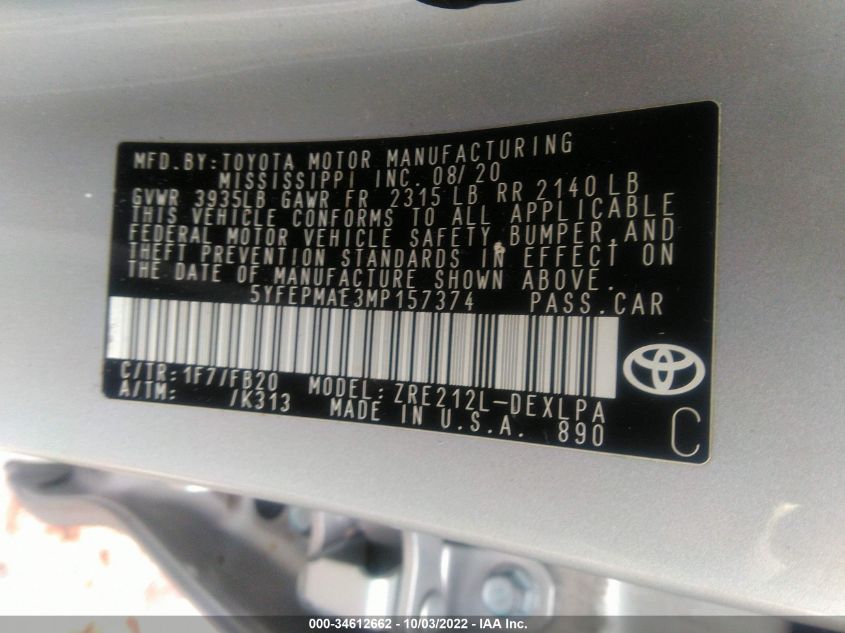 MFD.BY:TOYOTA MOTOR MANUFACTURING
MISSISSIPPI INC. 08/20
GVWR 3935LB GAWR FR 2315 LB RR 2140 LB
THIS VEHICLE CONFORMS TO ALL APPLICABLE
FEDERAL MOTOR VEHICLE SAFETY,BUMPER,AND
THEFT PREVENTION STANDARDS IN EFFECT ON
THE DATE OF MANUFACTURE SHOWN ABOVE.
5YFEPMAE3MP157374 PASS.CAR
C/TR:1F7/FB20 MODEL:ZRE212L-DEXLPA
A/TM: /K313 MADE IN U.S.A. 890
C
000-34612662 - 10/03/2022 - IAA Inc.